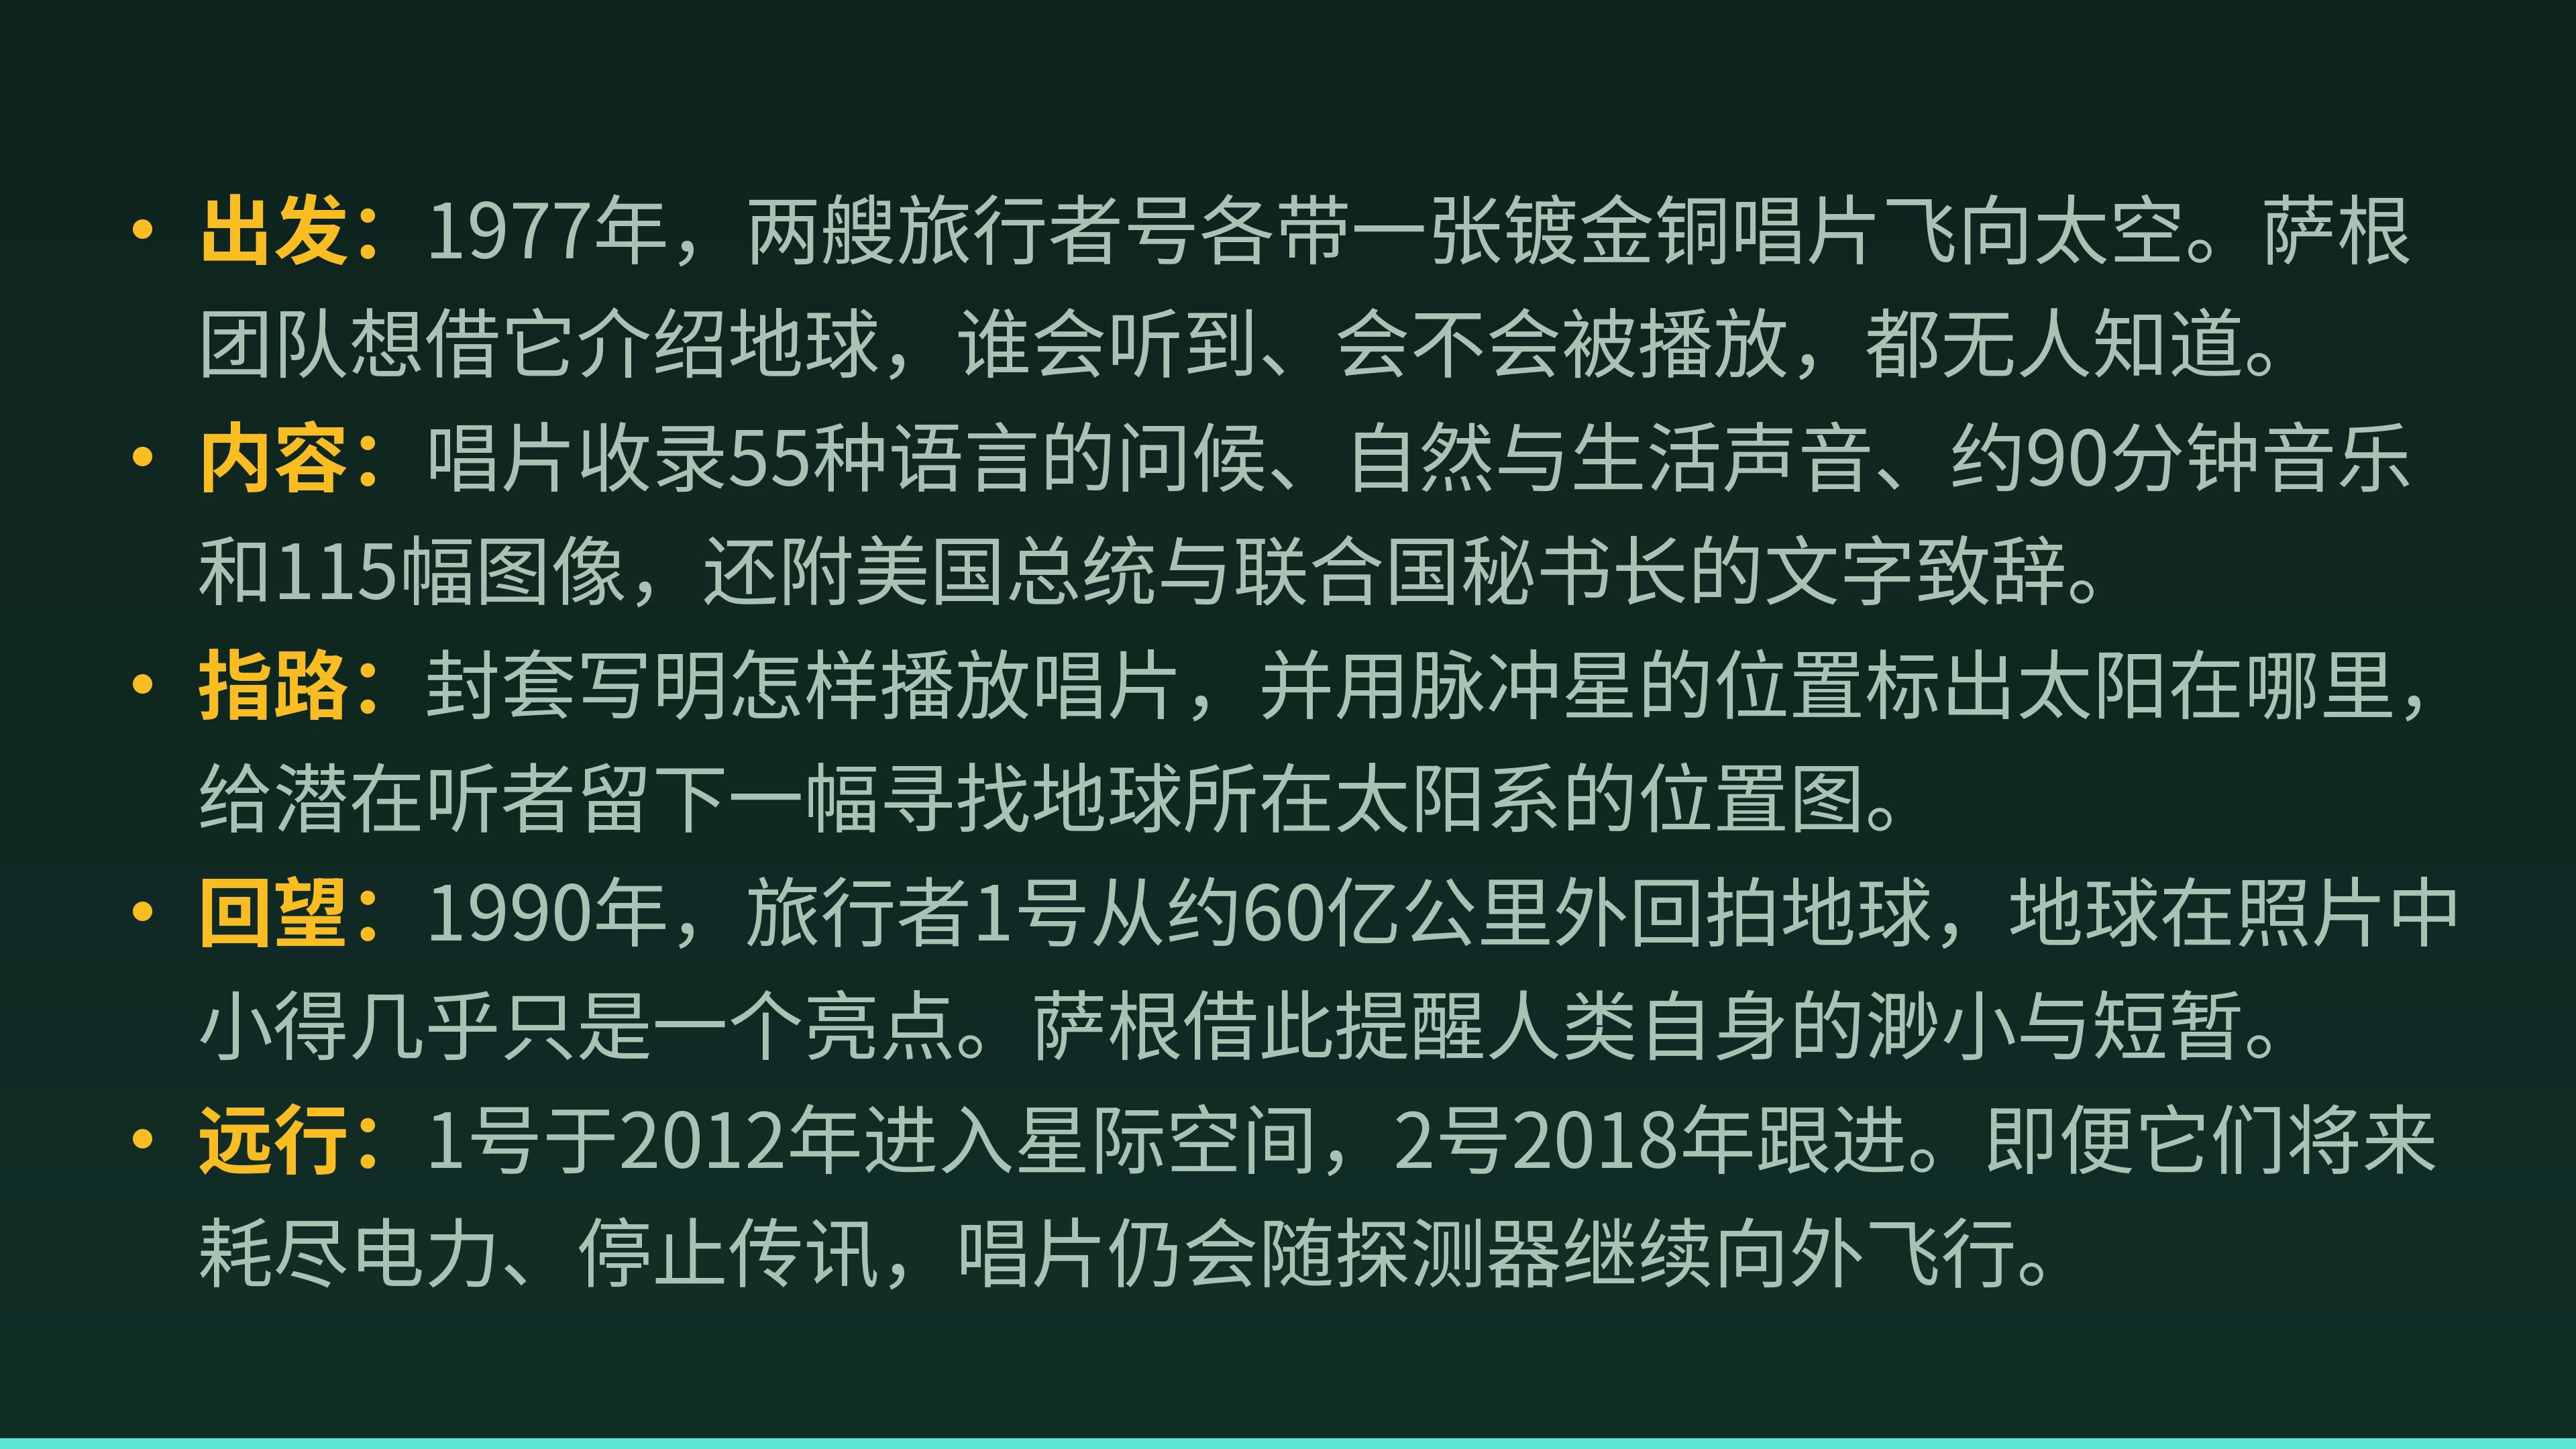 • 出发：1977年，两艘旅行者号各带一张镀金铜唱片飞向太空。萨根
团队想借它介绍地球，谁会听到、会不会被播放，都无人知道。
• 内容：唱片收录55种语言的问候、自然与生活声音、约90分钟音乐
和115幅图像，还附美国总统与联合国秘书长的文字致辞。
• 指路：封套写明怎样播放唱片，并用脉冲星的位置标出太阳在哪里，
给潜在听者留下一幅寻找地球所在太阳系的位置图。
• 回望：1990年，旅行者1号从约60亿公里外回拍地球，地球在照片中
小得几乎只是一个亮点。萨根借此提醒人类自身的渺小与短暂。
• 远行：1号于2012年进入星际空间，2号2018年跟进。即便它们将来
耗尽电力、停止传讯，唱片仍会随探测器继续向外飞行。